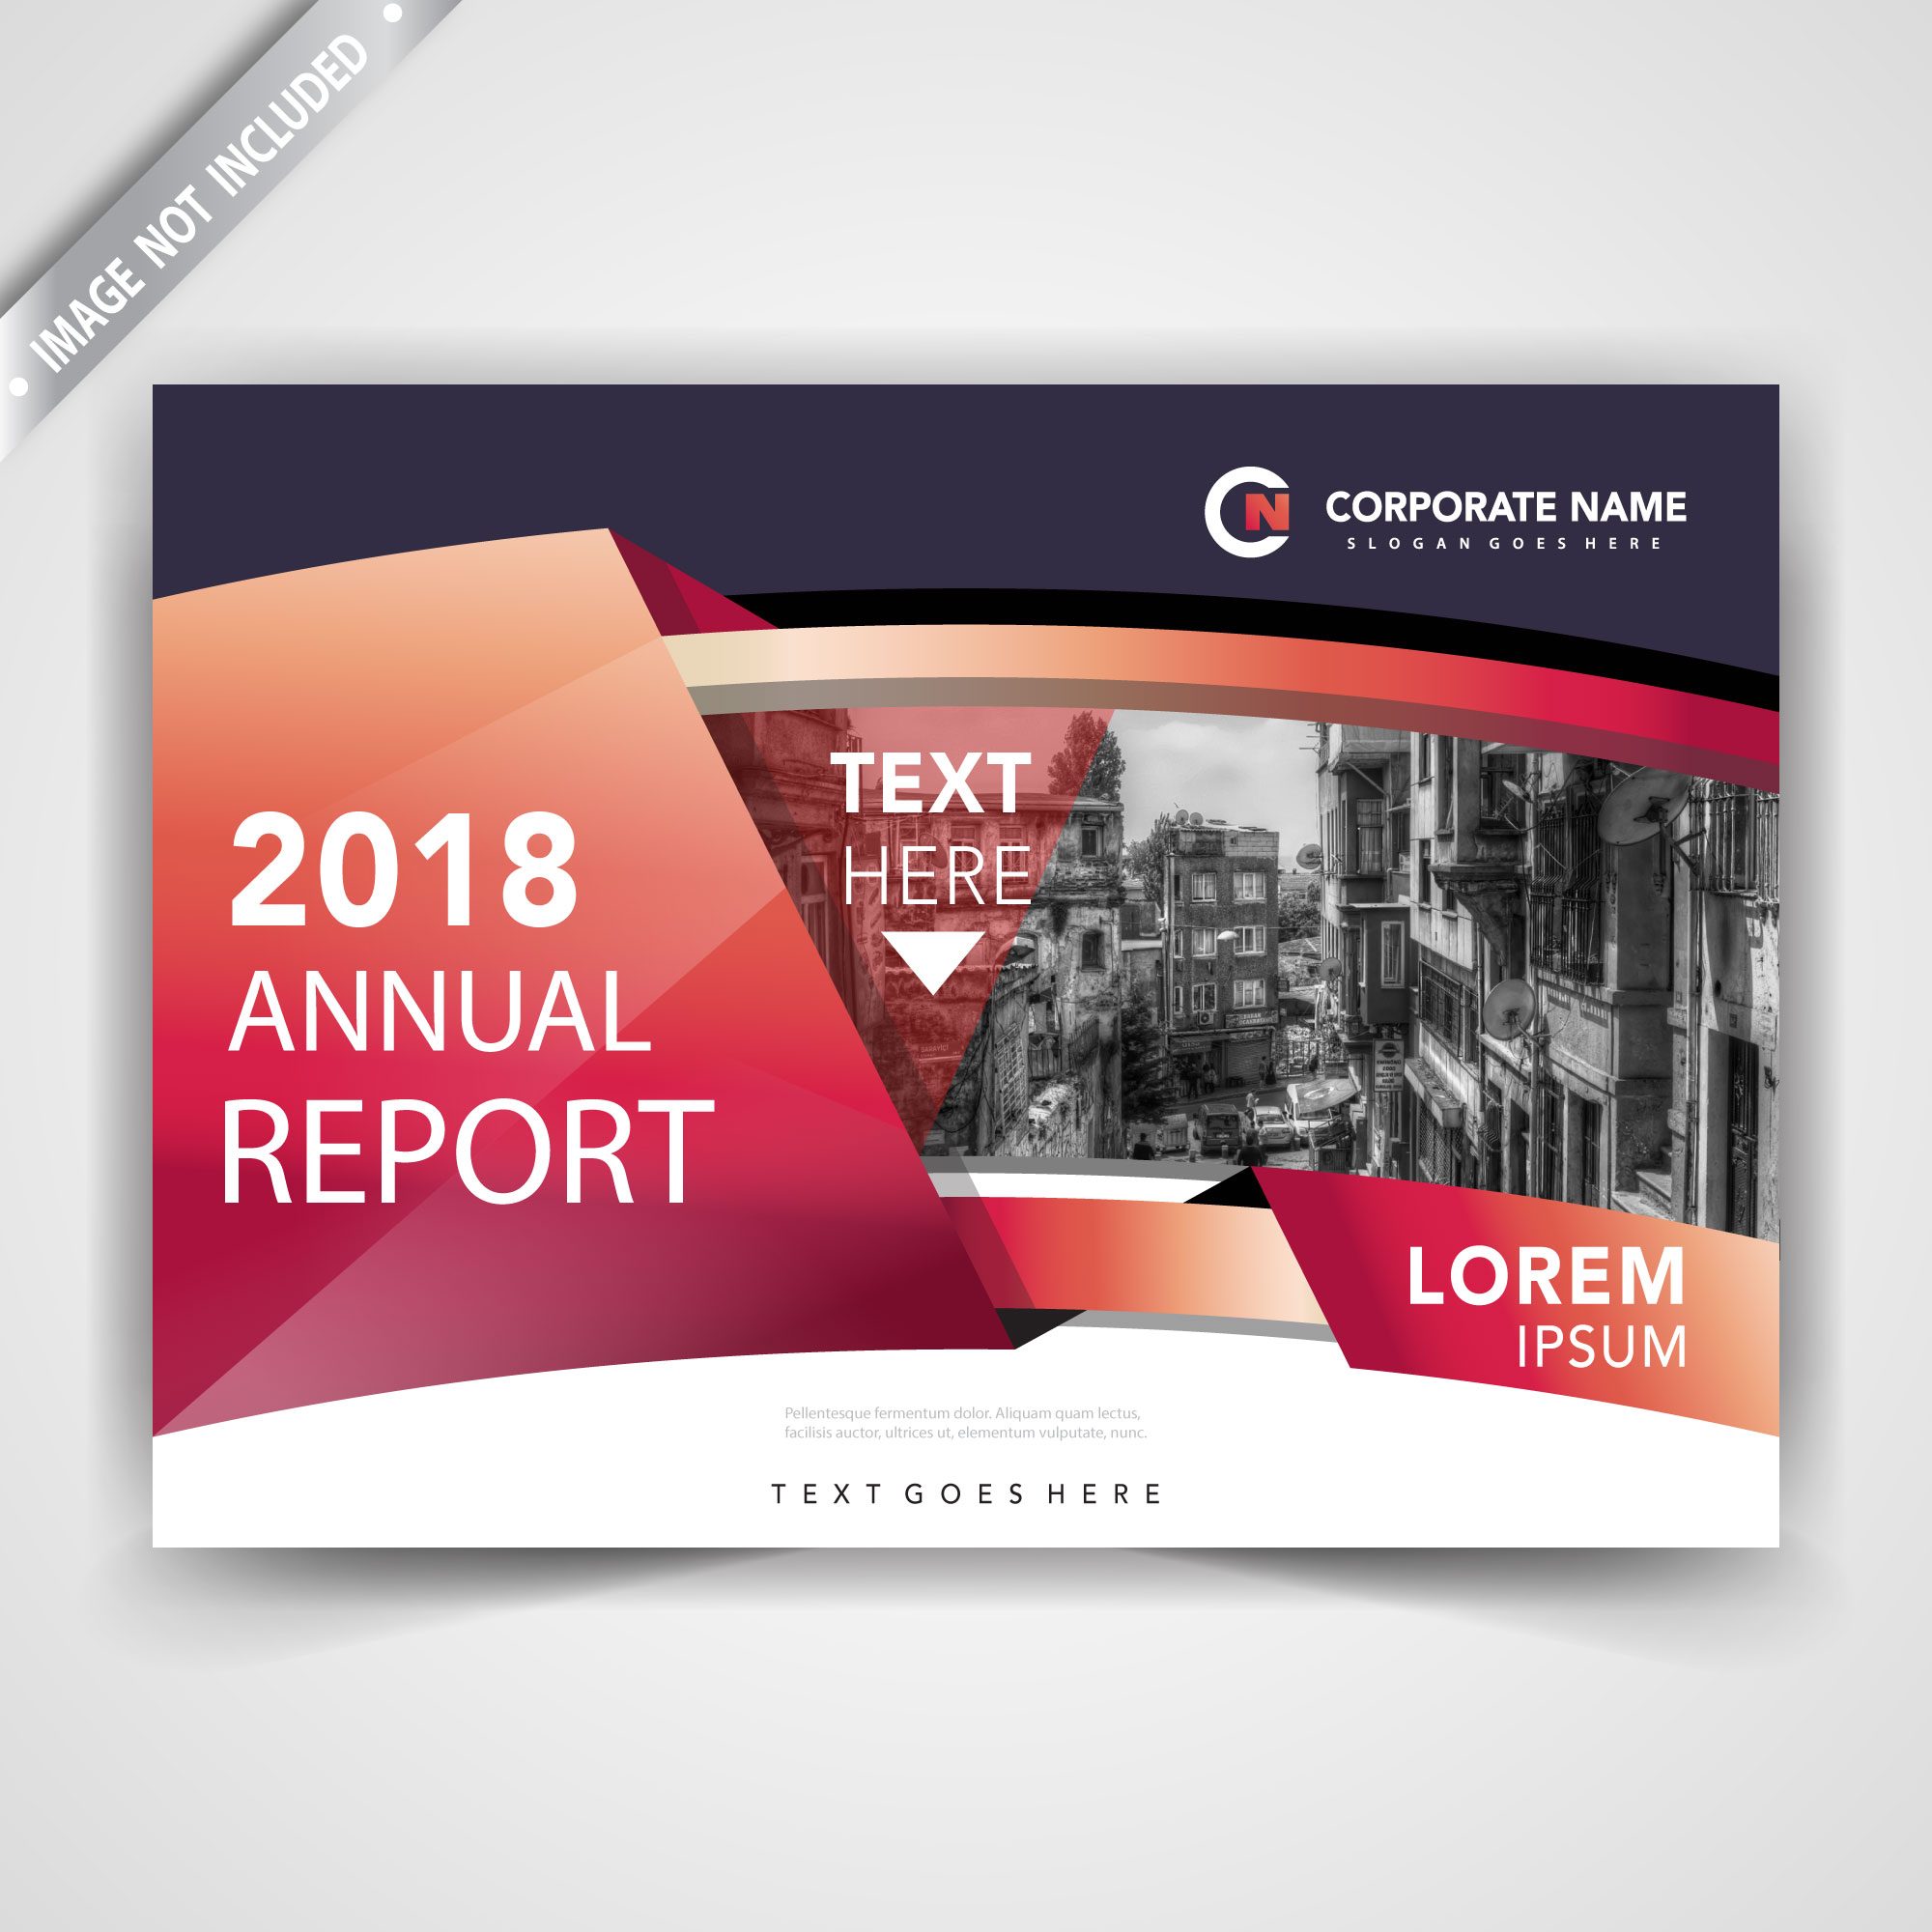 IMAGE NOT INCLUDED
CN
CORPORATE NAME
SLOGAN GOES HERE
TEXT
HERE
2018
ANNUAL
REPORT
LOREM
IPSUM
Pellentesque fermentum dolor. Aliquam quam lectus,
facilisis auctor, ultrices ut, elementum vulputate, nunc.
TEXT GOES HERE